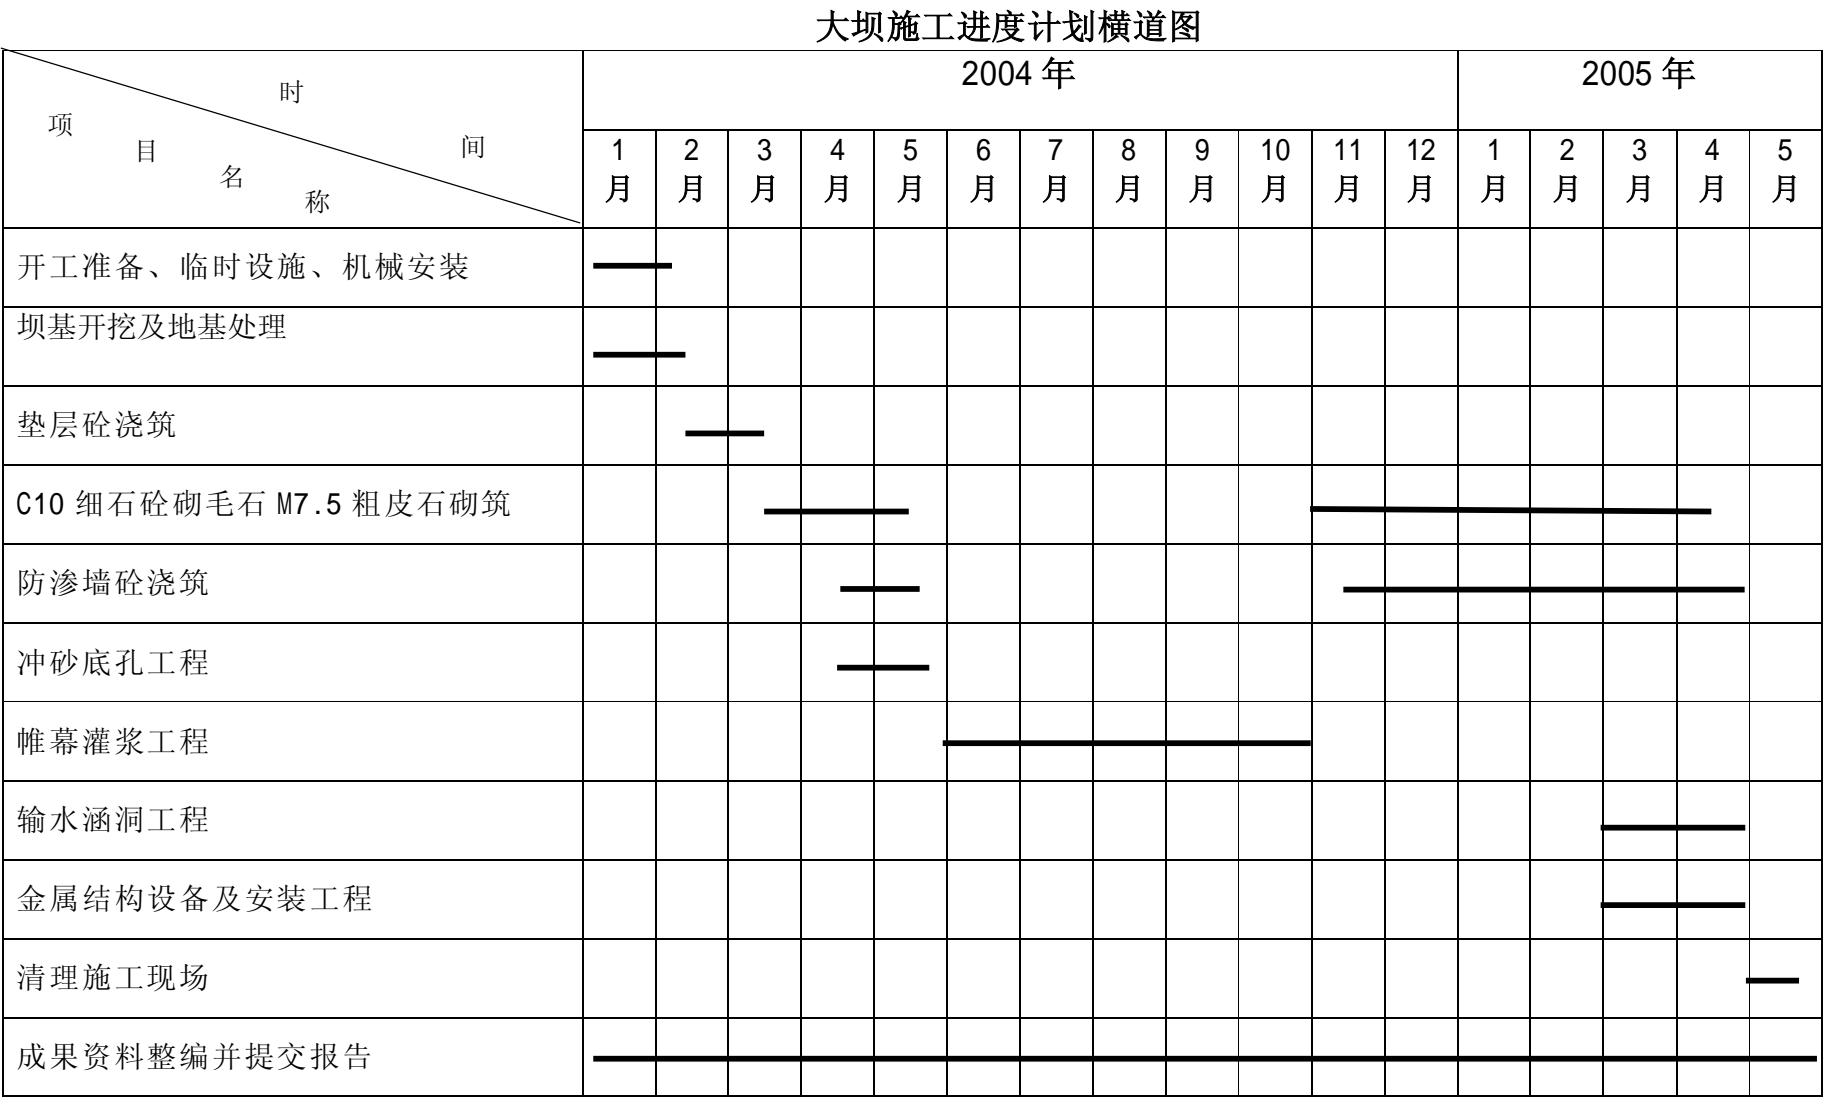 大坝施工进度计划横道图
时
间
项
目
名
称
2004 年
2005 年
1
月
2
月
3
月
4
月
5
月
6
月
7
月
8
月
9
月
10
月
11
月
12
月
1
月
2
月
3
月
4
月
5
月
开工准备、临时设施、机械安装
坝基开挖及地基处理
垫层砼浇筑
C10 细石砼砌毛石 M7.5 粗皮石砌筑
防渗墙砼浇筑
冲砂底孔工程
帷幕灌浆工程
输水涵洞工程
金属结构设备及安装工程
清理施工现场
成果资料整编并提交报告